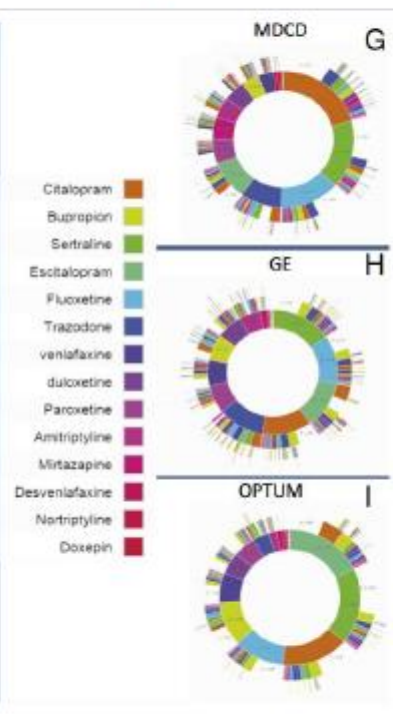 MDCD
G
Citalopram
Bupropion
Sertraline
Escitalopram
Fluoxetine
Trazodone
venlafaxine
duloxetine
Paroxetine
Amitriptyline
Mirtazapine
Desvenlafaxine
Nortriptyline
Doxepin
GE
H
OPTUM
I